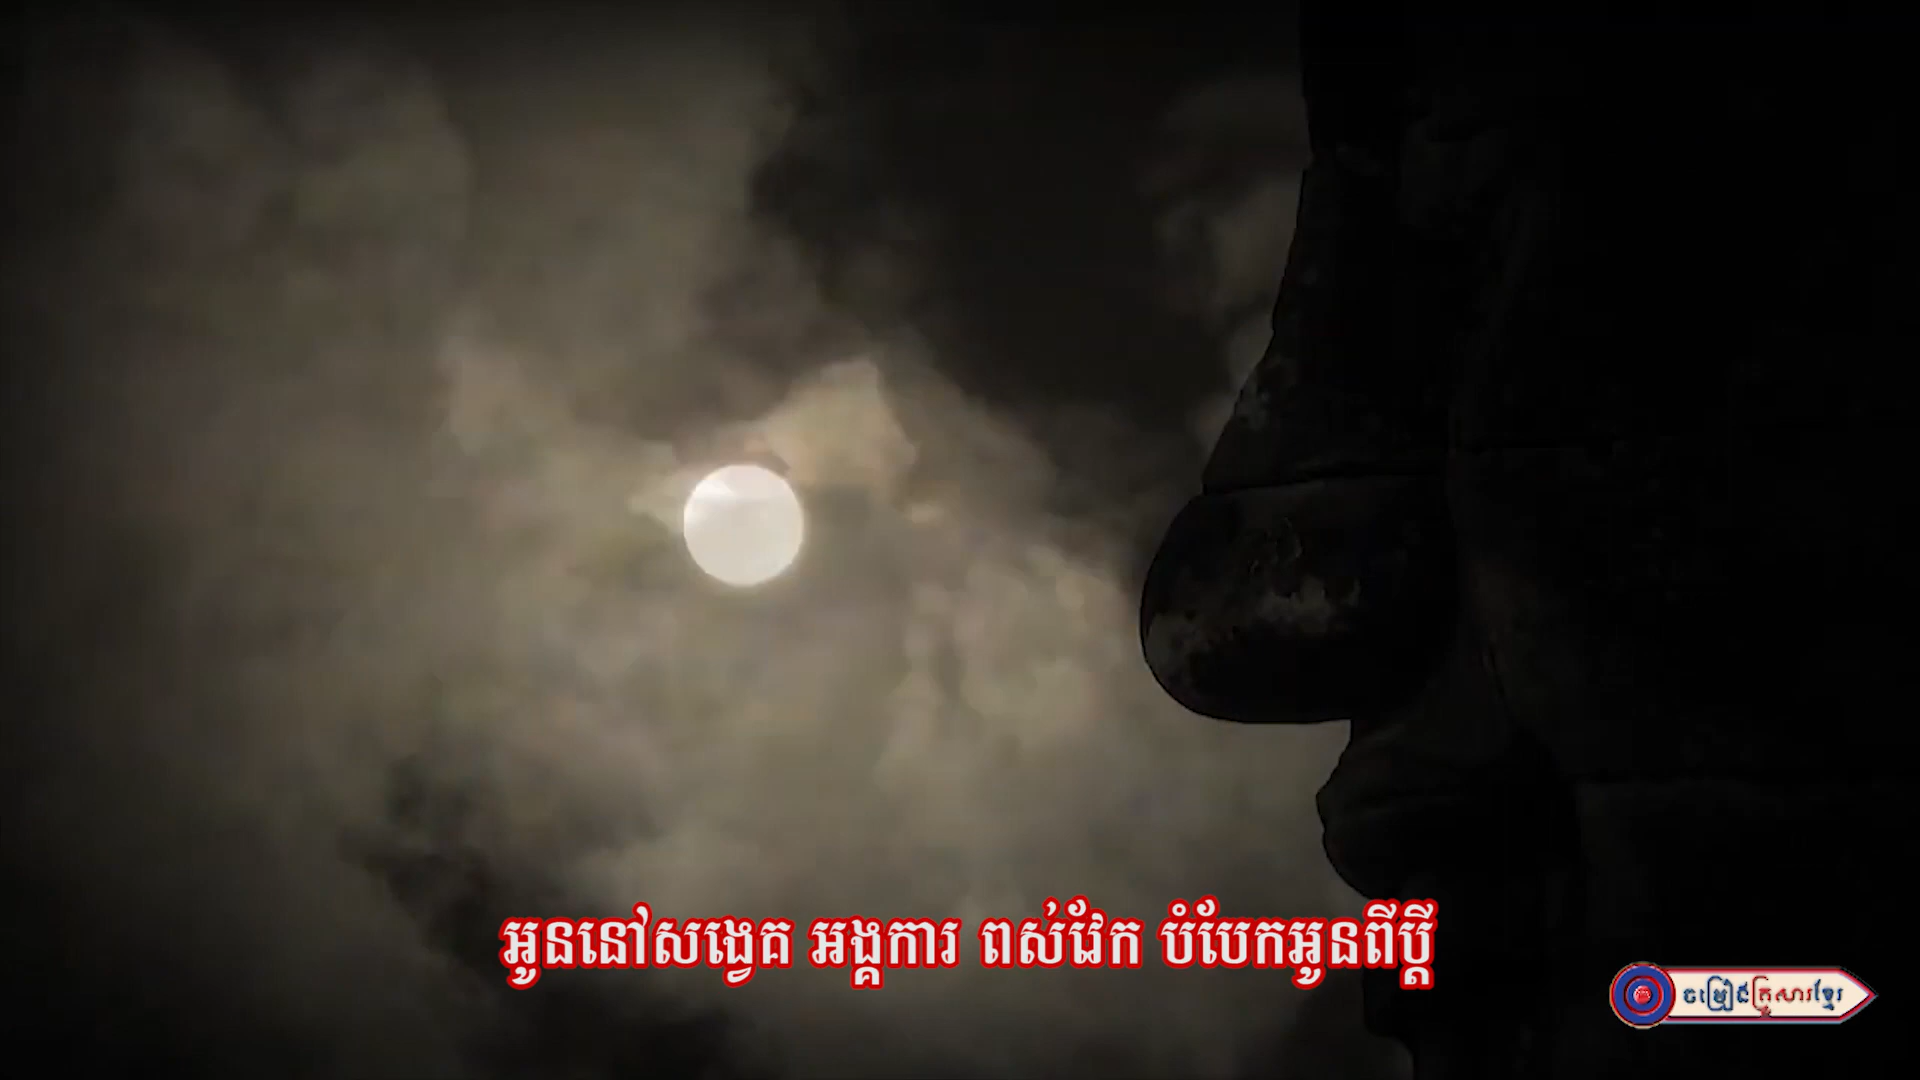 អូននៅសង្វេគ អង្គការ ពស់វែក បំបែកអូនពីប្តី
ចម្រៀងគ្រួសារខ្មែរ